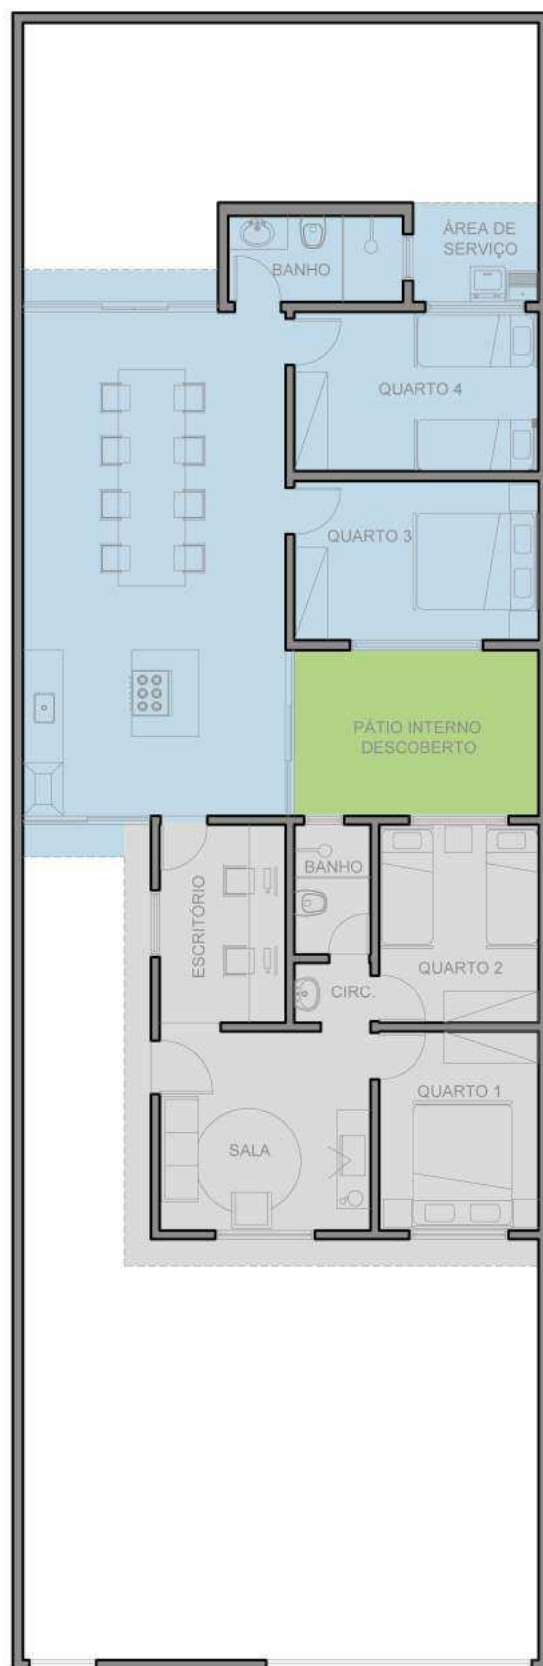 ÁREA DE
SERVIÇO
BANHO
QUARTO 4
QUARTO 3
PÁTIO INTERNO
DESCOBERTO
BANHO
ESCRITÓRIO
QUARTO 2
CIRC.
QUARTO 1
SALA